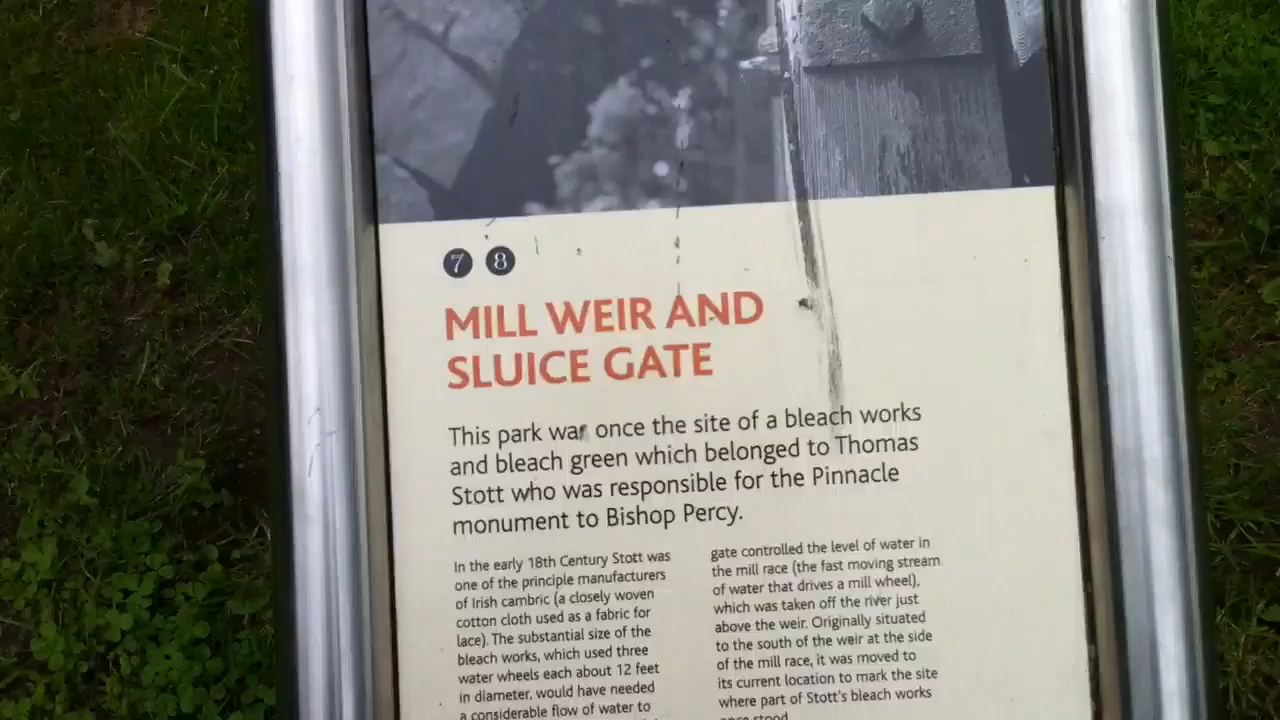 7 8
MILL WEIR AND
SLUICE GATE
This park was once the site of a bleach works
and bleach green which belonged to Thomas
Stott who was responsible for the Pinnacle
monument to Bishop Percy.
In the early 18th Century Stott was
one of the principle manufacturers
of Irish cambric (a closely woven
cotton cloth used as a fabric for
lace). The substantial size of the
bleach works, which used three
water wheels each about 12 feet
in diameter, would have needed
a considerable flow of water to
gate controlled the level of water in
the mill race (the fast moving stream
of water that drives a mill wheel),
which was taken off the river just
above the weir. Originally situated
to the south of the weir at the side
of the mill race, it was moved to
its current location to mark the site
where part of Stott's bleach works
once stood.